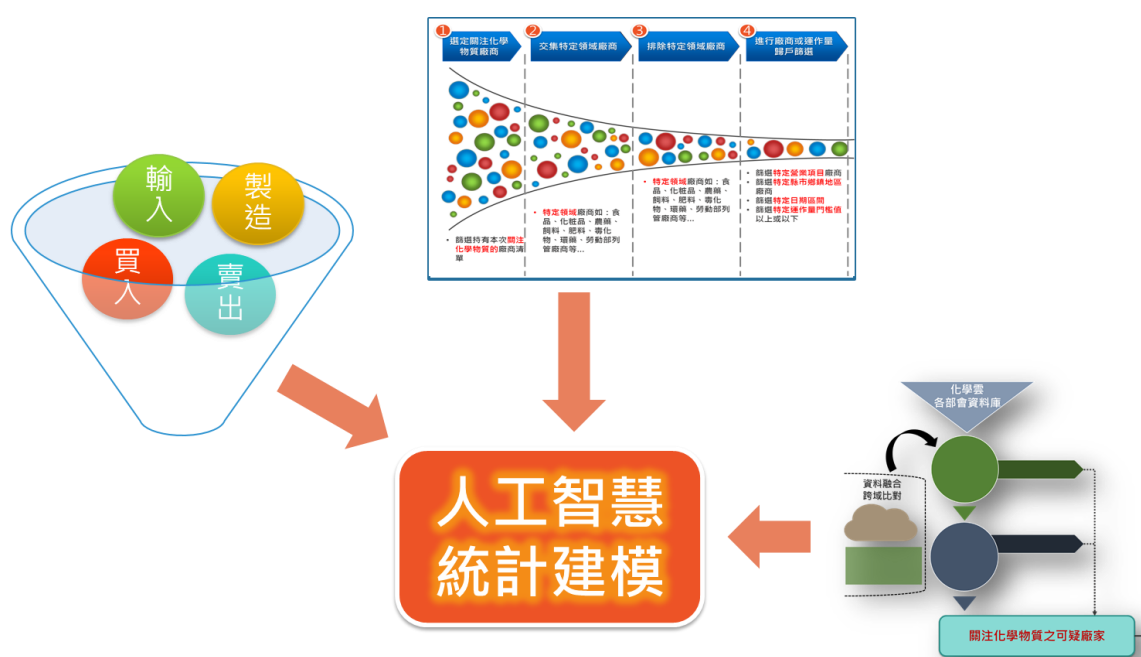 輸入
製造
買入
賣出
1
選定關注化學
物質廠商
2
交集特定領域廠商
3
排除特定領域廠商
4
進行廠商或運作量
歸戶篩選
• 篩選持有本次關注
化學物質的廠商清
單
• 特定領域廠商如：食
品、化粧品、農藥、
飼料、肥料、毒化
物、環藥、勞動部列
管廠商等...
• 特定領域廠商如：食
品、化粧品、農藥、
飼料、肥料、毒化
物、環藥、勞動部列
管廠商等...
• 篩選特定營業項目廠商
• 篩選特定縣市鄉鎮地區
廠商
• 篩選特定日期區間
• 篩選特定運作量門檻值
以上或以下
人工智慧
統計建模
化學雲
各部會資料庫
資料融合
跨域比對
關注化學物質之可疑廠家